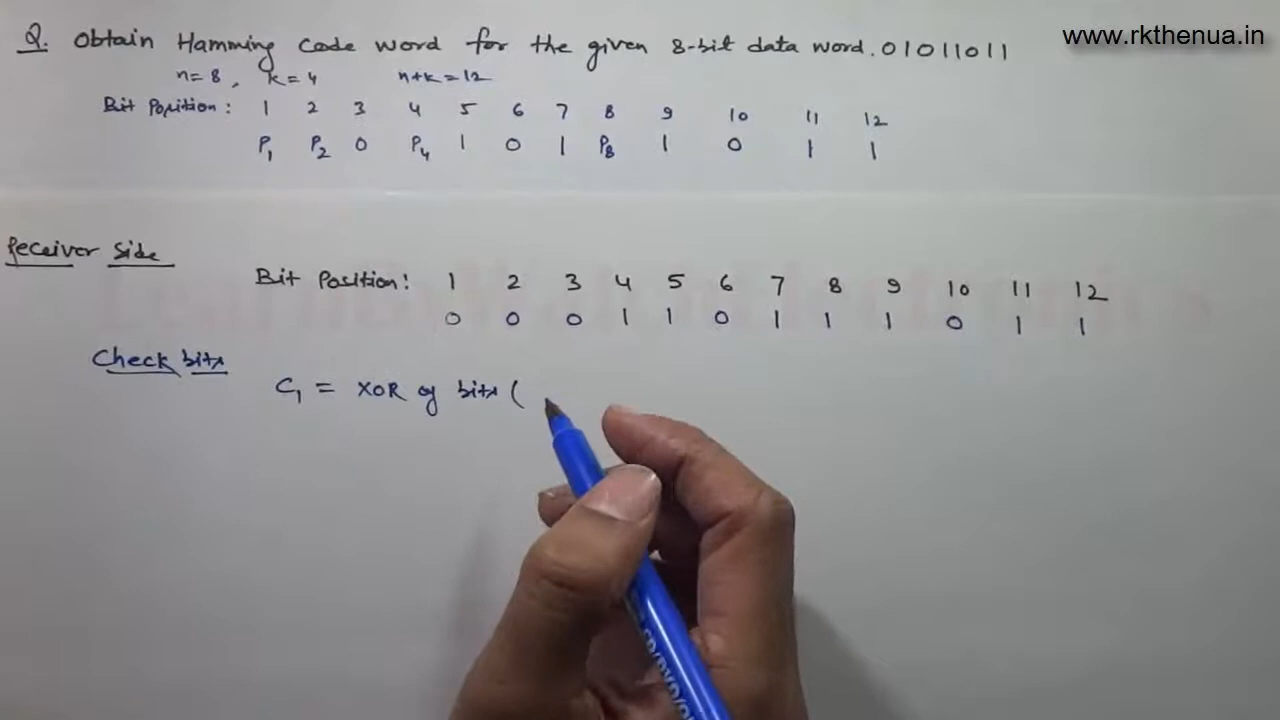 www.rkthenua.in
Q. Obtain Hamming Code word for the given 8-bit data word. 01011011
n=8, k=4 n+k=12
Bit Position: 1 2 3 4 5 6 7 8 9 10 11 12
P1 P2 0 P4 1 0 1 P8 1 0 1 1
Receiver Side
Bit Position: 1 2 3 4 5 6 7 8 9 10 11 12
0 0 0 1 1 0 1 1 1 0 1 1
Check bits
C1 = XOR of bits (